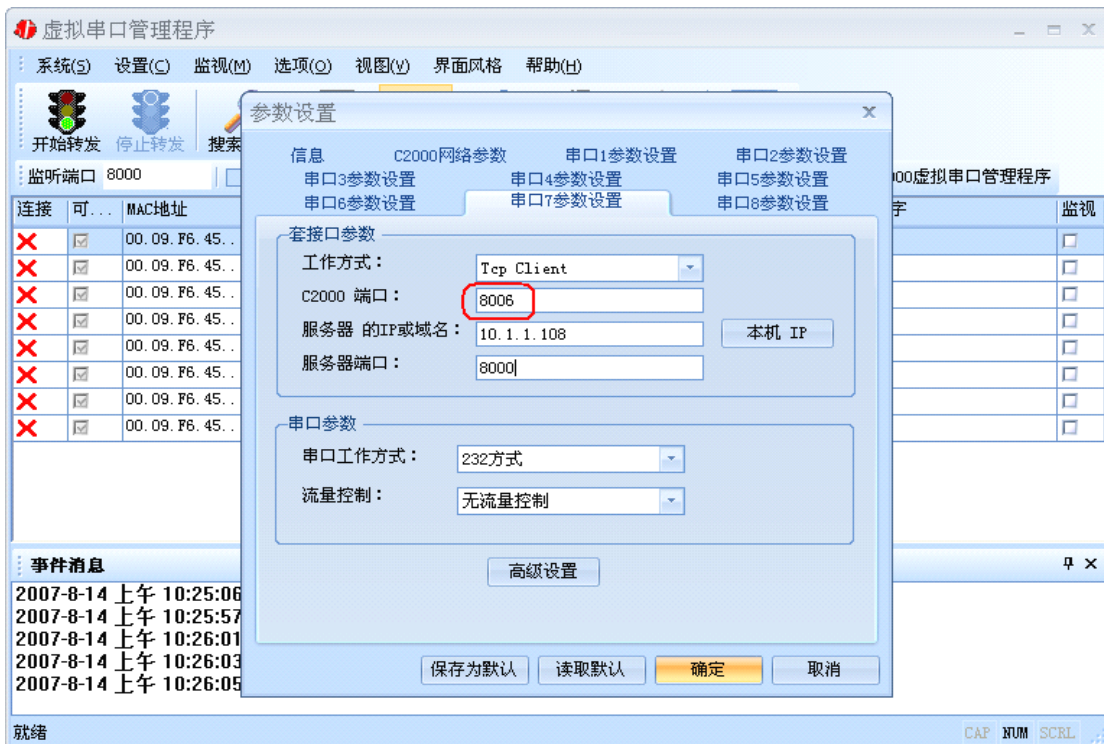 虚拟串口管理程序
系统(S) 设置(C) 监视(M) 选项(O) 视图(V) 界面风格 帮助(H)
开始转发 停止转发 搜索
监听端口 8000
00虚拟串口管理程序
连接 可... MAC地址 字 监视
00.09.F6.45..
00.09.F6.45..
00.09.F6.45..
00.09.F6.45..
00.09.F6.45..
00.09.F6.45..
00.09.F6.45..
00.09.F6.45..
参数设置
信息 C2000网络参数 串口1参数设置 串口2参数设置
串口3参数设置 串口4参数设置 串口5参数设置
串口6参数设置 串口7参数设置 串口8参数设置
套接口参数
工作方式： Tcp Client
C2000 端口： 8006
服务器 的IP或域名： 10.1.1.108 本机 IP
服务器端口： 8000
串口参数
串口工作方式： 232方式
流量控制： 无流量控制
高级设置
保存为默认 读取默认 确定 取消
事件消息
2007-8-14 上午 10:25:06
2007-8-14 上午 10:25:57
2007-8-14 上午 10:26:01
2007-8-14 上午 10:26:03
2007-8-14 上午 10:26:05
就绪 CAP NUM SCRL